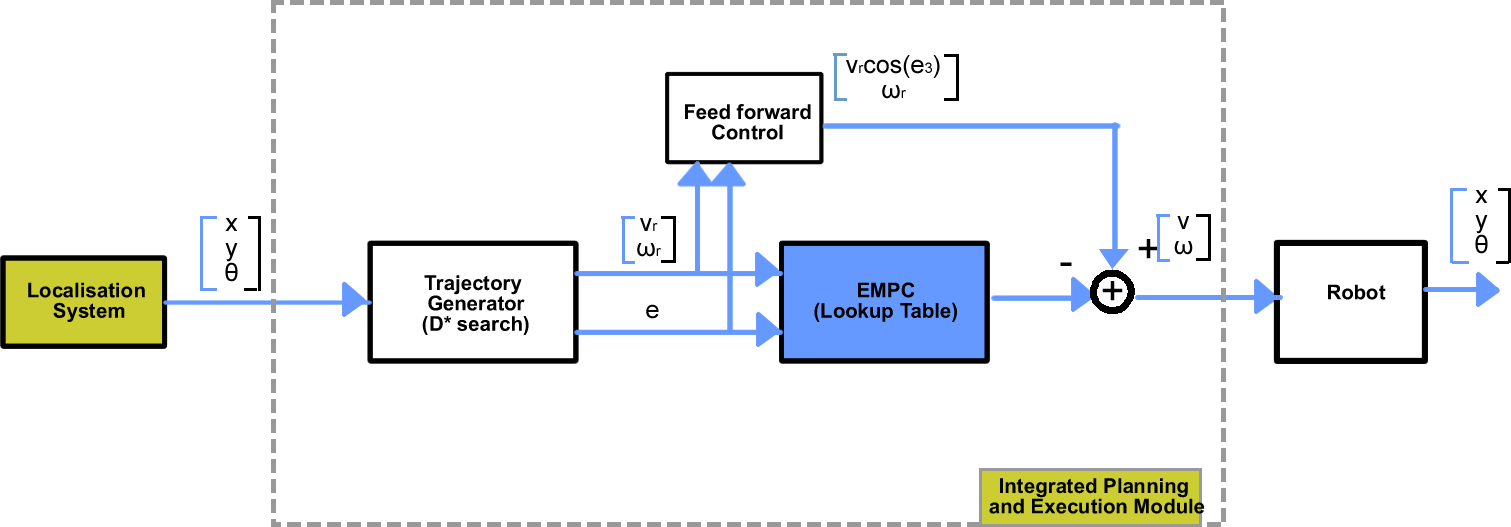 Localisation
System
x
y
θ
Trajectory
Generator
(D* search)
vr
ωr
e
Feed forward
Control
vrcos(e3)
ωr
EMPC
(Lookup Table)
-
+
+
v
ω
Robot
x
y
θ
Integrated Planning
and Execution Module